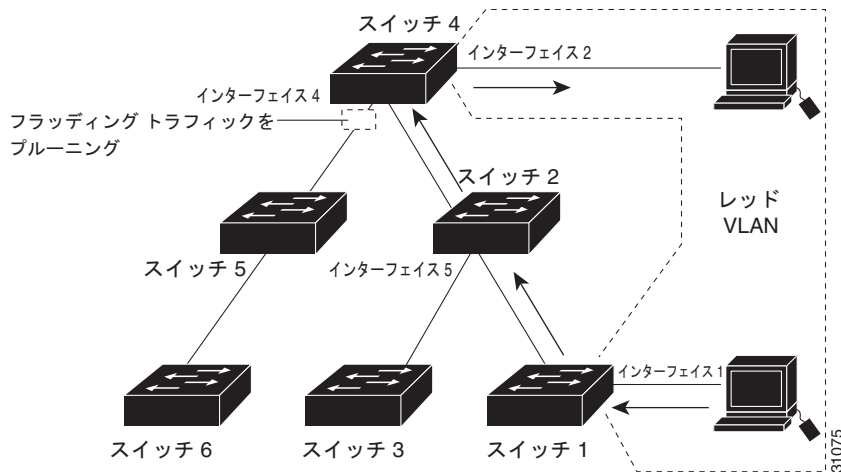 スイッチ 4
インターフェイス 2
インターフェイス 4
フラッディング トラフィックを
プルーニング
スイッチ 2
レッド
VLAN
スイッチ 5
インターフェイス 5
インターフェイス 1
スイッチ 6
スイッチ 3
スイッチ 1
31075